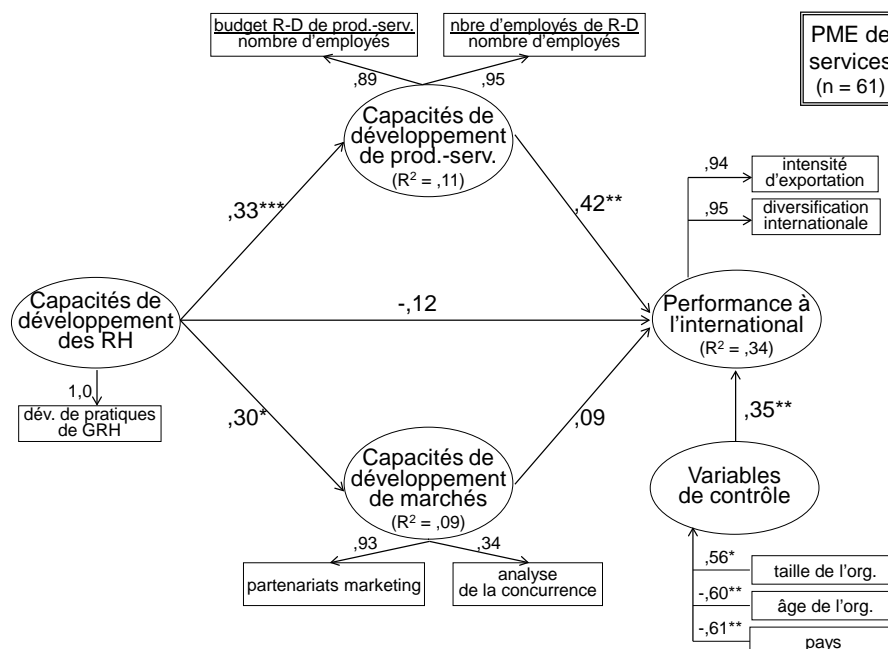 budget R-D de prod.-serv.
nombre d'employés
nbre d'employés de R-D
nombre d'employés
PME de
services
(n = 61)
,89
,95
Capacités de
développement
de prod.-serv.
(R² = ,11)
,94
intensité
d'exportation
,95
diversification
internationale
,33***
,42**
Capacités de
développement
des RH
-,12
Performance à
l'international
(R² = ,34)
1,0
dév. de pratiques
de GRH
,30*
,09
,35**
Capacités de
développement
de marchés
(R² = ,09)
Variables
de contrôle
,93
,34
partenariats marketing
analyse
de la concurrence
,56*
taille de l'org.
-,60**
âge de l'org.
-,61**
pays